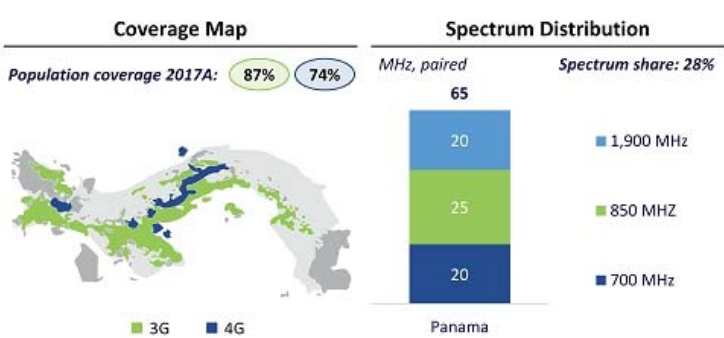 Coverage Map
Population coverage 2017A: 87% 74%
3G 4G
Spectrum Distribution
MHz, paired Spectrum share: 28%
65
20 1,900 MHz
25 850 MHZ
20 700 MHz
Panama